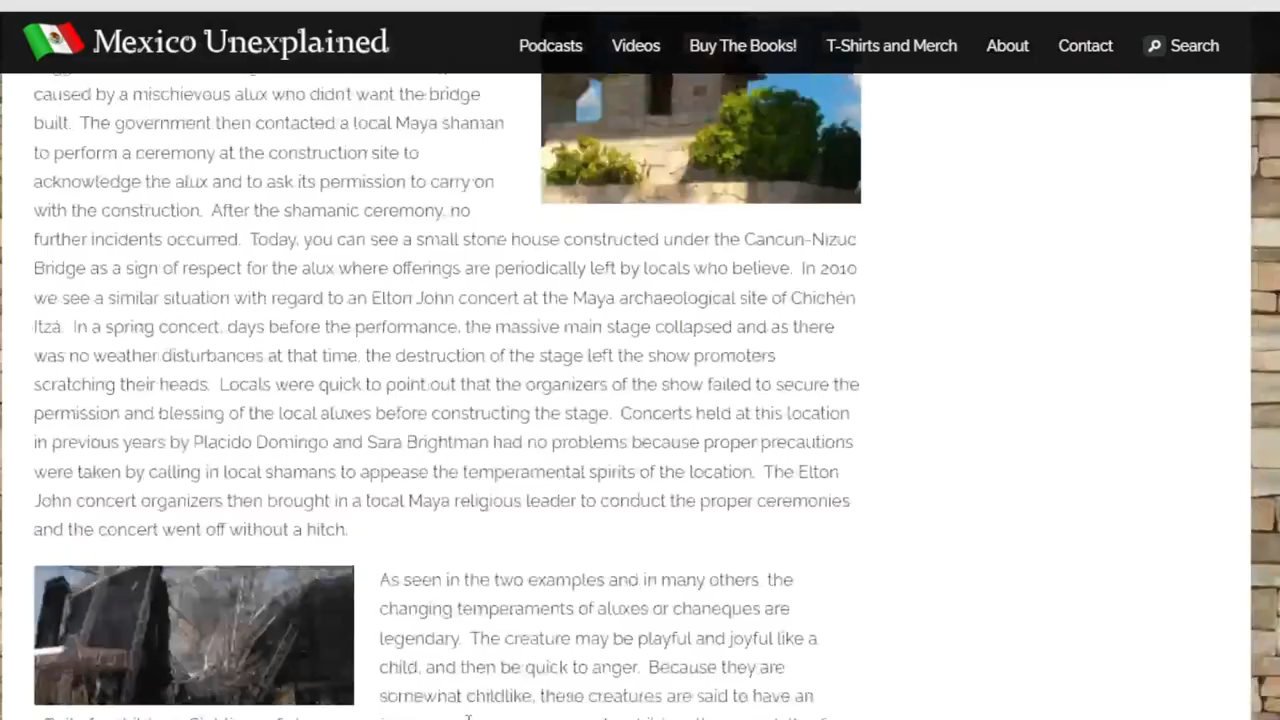 Mexico Unexplained
Podcasts Videos Buy The Books! T-Shirts and Merch About Contact Search
caused by a mischievous alux who didn't want the bridge
built. The government then contacted a local Maya shaman
to perform a ceremony at the construction site to
acknowledge the alux and to ask its permission to carry on
with the construction. After the shamanic ceremony, no
further incidents occurred. Today, you can see a small stone house constructed under the Cancun-Nizuc
Bridge as a sign of respect for the alux where offerings are periodically left by locals who believe. In 2010
we see a similar situation with regard to an Elton John concert at the Maya archaeological site of Chichén
Itzá. In a spring concert, days before the performance, the massive main stage collapsed and as there
was no weather disturbances at that time, the destruction of the stage left the show promoters
scratching their heads. Locals were quick to point out that the organizers of the show failed to secure the
permission and blessing of the local aluxes before constructing the stage. Concerts held at this location
in previous years by Placido Domingo and Sara Brightman had no problems because proper precautions
were taken by calling in local shamans to appease the temperamental spirits of the location. The Elton
John concert organizers then brought in a local Maya religious leader to conduct the proper ceremonies
and the concert went off without a hitch.
As seen in the two examples and in many others the
changing temperaments of aluxes or chaneques are
legendary. The creature may be playful and joyful like a
child, and then be quick to anger. Because they are
somewhat childlike, these creatures are said to have an